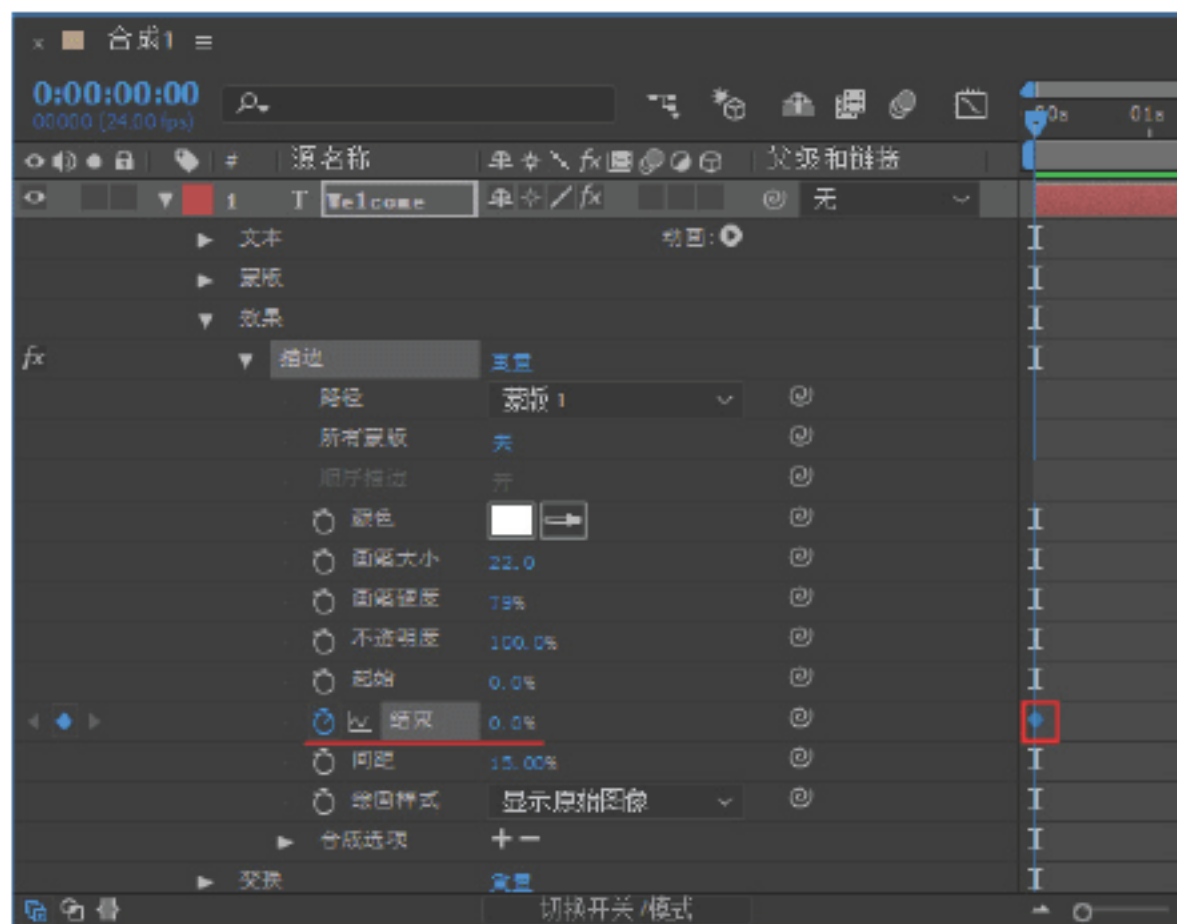 合成1
0:00:00:00
00000 (24.00 fps)
00s 01s
# 源名称 fx 父级和链接
1 T Welcome fx 无
文本 动画:
蒙版
效果
fx 描边 重置
路径 蒙版 1
所有蒙版 关
顺序描边 开
颜色
画笔大小 22.0
画笔硬度 79%
不透明度 100.0%
起始 0.0%
结束 0.0%
间距 15.00%
绘画样式 显示原始图像
合成选项 +-
变换 重置
切换开关/模式